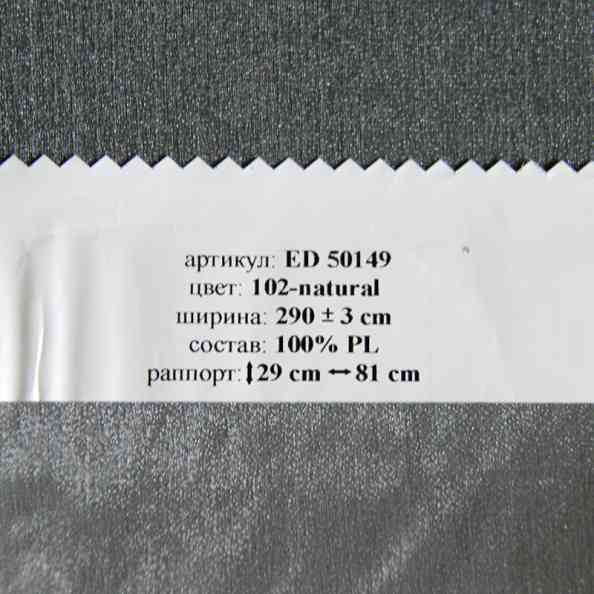 артикул: ED 50149
цвет: 102-natural
ширина: 290 ± 3 cm
состав: 100% PL
раппорт:↕29 cm ↔81 cm